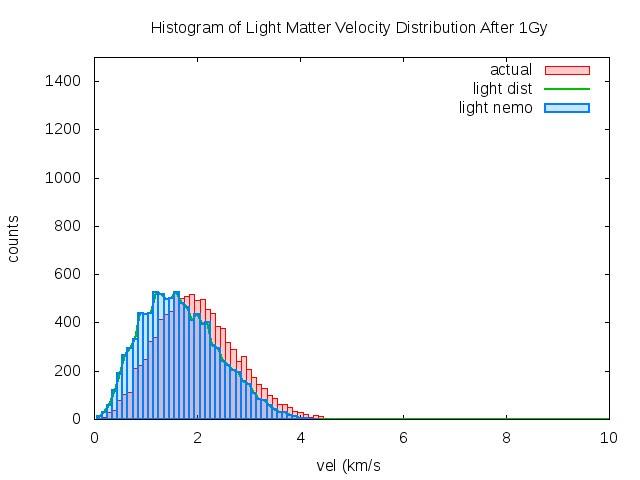 Histogram of Light Matter Velocity Distribution After 1Gy
actual
light dist
light nemo
1400
1200
1000
800
600
400
200
0
counts
0 2 4 6 8 10
vel (km/s